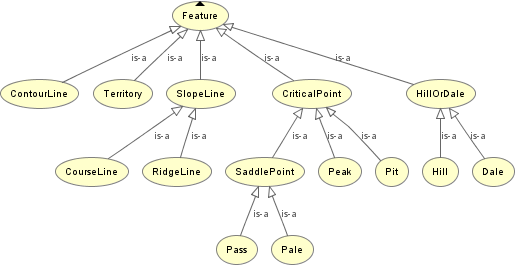 Feature
is-a is-a is-a is-a is-a
ContourLine Territory SlopeLine CriticalPoint HillOrDale
is-a is-a is-a is-a is-a is-a is-a
CourseLine RidgeLine SaddlePoint Peak Pit Hill Dale
is-a is-a
Pass Pale